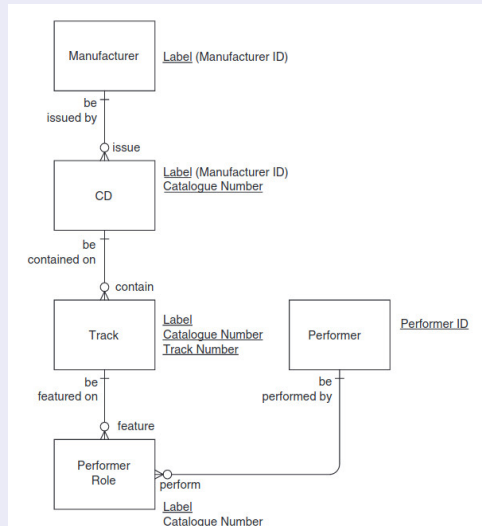 Manufacturer
Label (Manufacturer ID)
be
issued by
issue
CD
Label (Manufacturer ID)
Catalogue Number
be
contained on
contain
Track
Label
Catalogue Number
Track Number
Performer
Performer ID
be
featured on
feature
be
performed by
Performer
Role
perform
Label
Catalogue Number